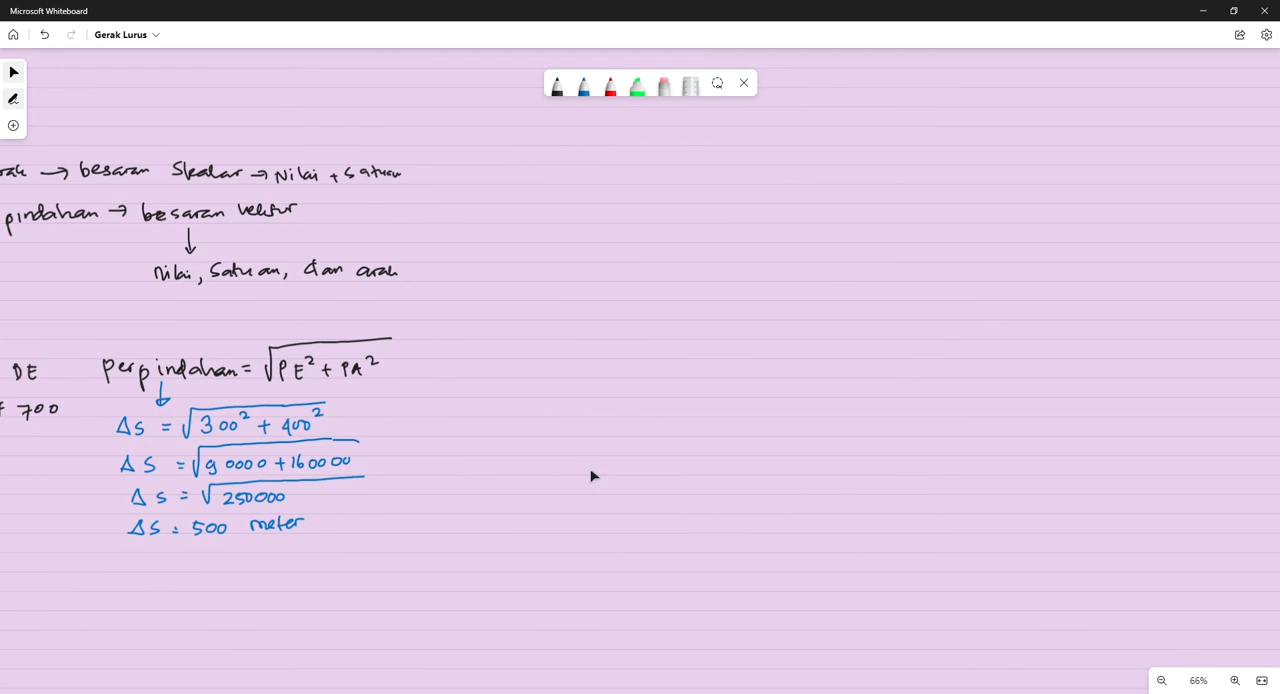 Microsoft Whiteboard
Gerak Lurus
rak → besaran Skalar → Nilai + Satuan
pindahan → besaran vektor
Nilai, Satuan, dan arah
DE
700
perpindahan = √PE² + PA²
Δs = √300² + 400²
Δs = √90000 + 160000
Δs = √250000
Δs = 500 meter
66%